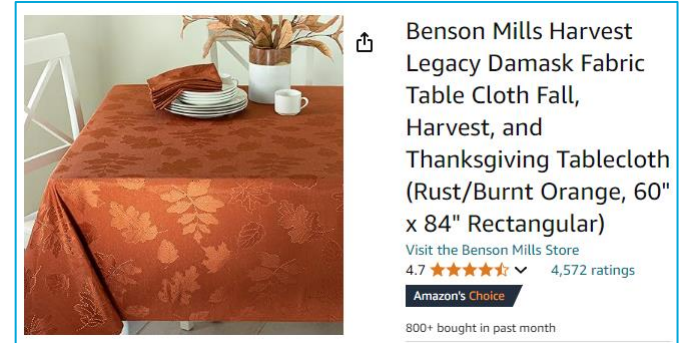 Benson Mills Harvest
Legacy Damask Fabric
Table Cloth Fall,
Harvest, and
Thanksgiving Tablecloth
(Rust/Burnt Orange, 60"
x 84" Rectangular)
Visit the Benson Mills Store
4.7 4,572 ratings
Amazon's Choice
800+ bought in past month